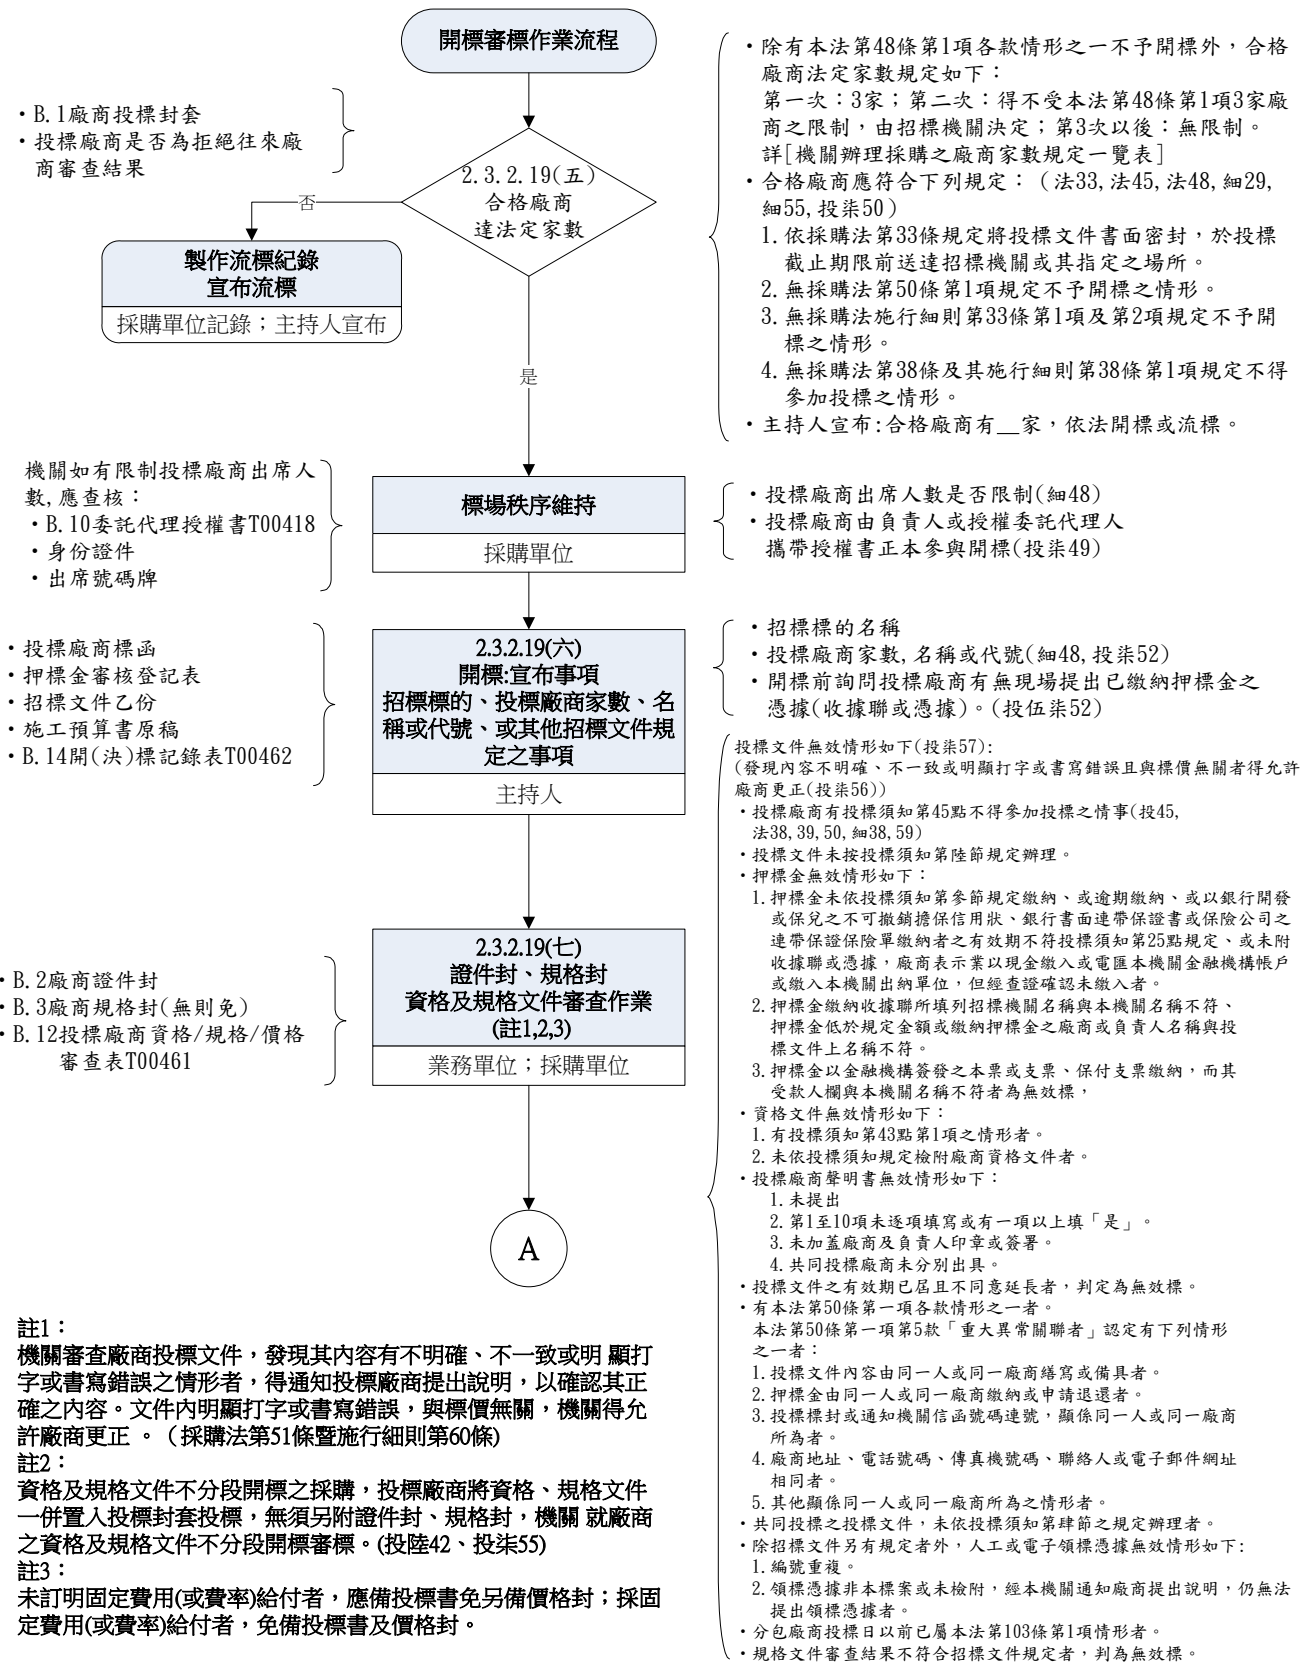 開標審標作業流程
・B.1廠商投標封套
・投標廠商是否為拒絕往來廠
商審查結果
2.3.2.19(五)
合格廠商
達法定家數
否
製作流標紀錄
宣布流標
採購單位記錄；主持人宣布
是
・除有本法第48條第1項各款情形之一不予開標外，合格
廠商法定家數規定如下：
第一次：3家；第二次：得不受本法第48條第1項3家廠
商之限制，由招標機關決定；第3次以後：無限制。
詳[機關辦理採購之廠商家數規定一覽表]
・合格廠商應符合下列規定：（法33,法45,法48,細29,
細55,投柒50）
1.依採購法第33條規定將投標文件書面密封，於投標
截止期限前送達招標機關或其指定之場所。
2.無採購法第50條第1項規定不予開標之情形。
3.無採購法施行細則第33條第1項及第2項規定不予開
標之情形。
4.無採購法第38條及其施行細則第38條第1項規定不得
參加投標之情形。
・主持人宣布:合格廠商有__家，依法開標或流標。
機關如有限制投標廠商出席人
數,應查核：
・B.10委託代理授權書T00418
・身份證件
・出席號碼牌
標場秩序維持
採購單位
・投標廠商出席人數是否限制(細48)
・投標廠商由負責人或授權委託代理人
攜帶授權書正本參與開標(投柒49)
・投標廠商標函
・押標金審核登記表
・招標文件乙份
・施工預算書原稿
・B.14開(決)標記錄表T00462
2.3.2.19(六)
開標:宣布事項
招標標的、投標廠商家數、名
稱或代號、或其他招標文件規
定之事項
主持人
・招標標的名稱
・投標廠商家數,名稱或代號(細48,投柒52)
・開標前詢問投標廠商有無現場提出已繳納押標金之
憑據(收據聯或憑據)。(投伍柒52)
・B.2廠商證件封
・B.3廠商規格封(無則免)
・B.12投標廠商資格/規格/價格
審查表T00461
2.3.2.19(七)
證件封、規格封
資格及規格文件審查作業
(註1,2,3)
業務單位；採購單位
A
投標文件無效情形如下(投柒57):
(發現內容不明確、不一致或明顯打字或書寫錯誤且與標價無關者得允許
廠商更正(投柒56))
・投標廠商有投標須知第45點不得參加投標之情事(投45,
法38,39,50,細38,59)
・投標文件未按投標須知第陸節規定辦理。
・押標金無效情形如下：
1.押標金未依投標須知第參節規定繳納、或逾期繳納、或以銀行開發
或保兌之不可撤銷擔保信用狀、銀行書面連帶保證書或保險公司之
連帶保證保險單繳納者之有效期不符投標須知第25點規定、或未附
收據聯或憑據，廠商表示業以現金繳入或電匯本機關金融機構帳戶
或繳入本機關出納單位，但經查證確認未繳入者。
2.押標金繳納收據聯所填列招標機關名稱與本機關名稱不符、
押標金低於規定金額或繳納押標金之廠商或負責人名稱與投
標文件上名稱不符。
3.押標金以金融機構簽發之本票或支票、保付支票繳納，而其
受款人欄與本機關名稱不符者為無效標，
・資格文件無效情形如下：
1.有投標須知第43點第1項之情形者。
2.未依投標須知規定檢附廠商資格文件者。
・投標廠商聲明書無效情形如下：
1.未提出
2.第1至10項未逐項填寫或有一項以上填「是」。
3.未加蓋廠商及負責人印章或簽署。
4.共同投標廠商未分別出具。
・投標文件之有效期已屆且不同意延長者，判定為無效標。
・有本法第50條第一項各款情形之一者。
本法第50條第一項第5款「重大異常關聯者」認定有下列情形
之一者：
1.投標文件內容由同一人或同一廠商繕寫或備具者。
2.押標金由同一人或同一廠商繳納或申請退還者。
3.投標標封或通知機關信函號碼連號，顯係同一人或同一廠商
所為者。
4.廠商地址、電話號碼、傳真機號碼、聯絡人或電子郵件網址
相同者。
5.其他顯係同一人或同一廠商所為之情形者。
・共同投標之投標文件，未依投標須知第肆節之規定辦理者。
・除招標文件另有規定者外，人工或電子領標憑據無效情形如下:
1.編號重複。
2.領標憑據非本標案或未檢附，經本機關通知廠商提出說明，仍無法
提出領標憑據者。
・分包廠商投標日以前已屬本法第103條第1項情形者。
・規格文件審查結果不符合招標文件規定者，判為無效標。
註1：
機關審查廠商投標文件，發現其內容有不明確、不一致或明 顯打
字或書寫錯誤之情形者，得通知投標廠商提出說明，以確認其正
確之內容。文件內明顯打字或書寫錯誤，與標價無關，機關得允
許廠商更正 。（採購法第51條暨施行細則第60條)
註2：
資格及規格文件不分段開標之採購，投標廠商將資格、規格文件
一併置入投標封套投標，無須另附證件封、規格封，機關 就廠商
之資格及規格文件不分段開標審標。(投陸42、投柒55)
註3：
未訂明固定費用(或費率)給付者，應備投標書免另備價格封；採固
定費用(或費率)給付者，免備投標書及價格封。